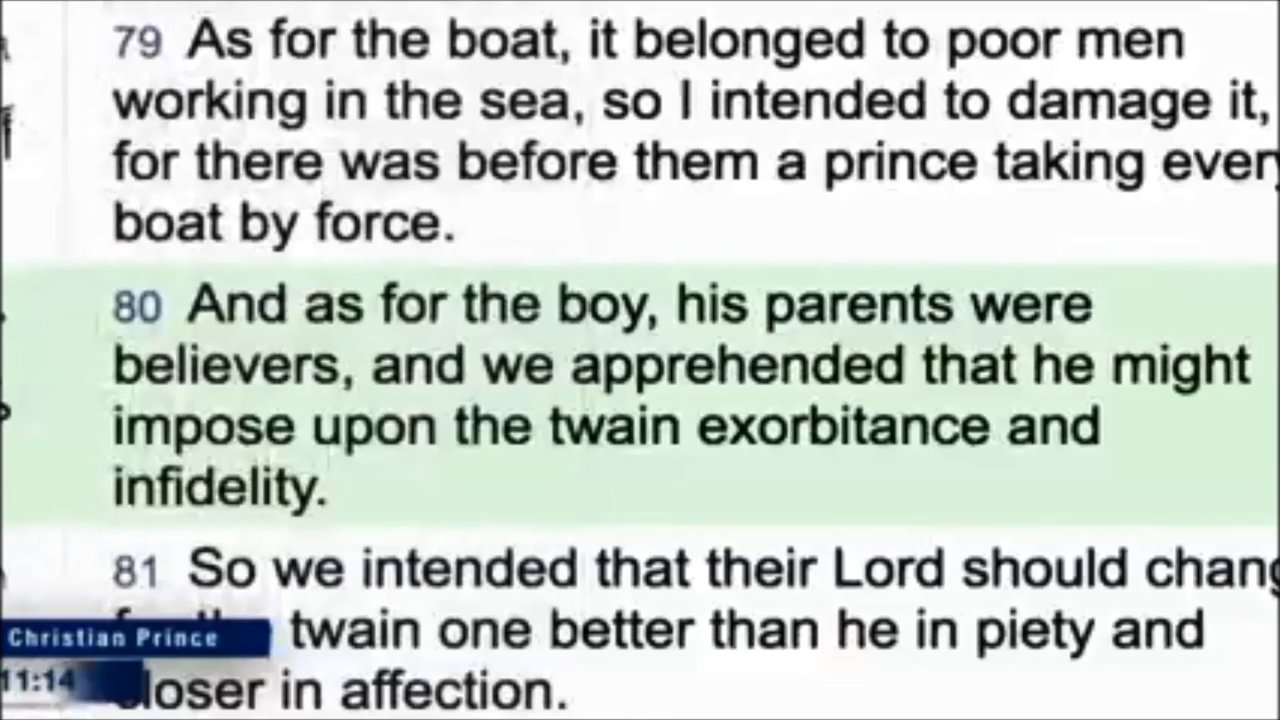 79 As for the boat, it belonged to poor men
working in the sea, so I intended to damage it,
for there was before them a prince taking ever
boat by force.
80 And as for the boy, his parents were
believers, and we apprehended that he might
impose upon the twain exorbitance and
infidelity.
81 So we intended that their Lord should chang
twain one better than he in piety and
loser in affection.
Christian Prince
11:14